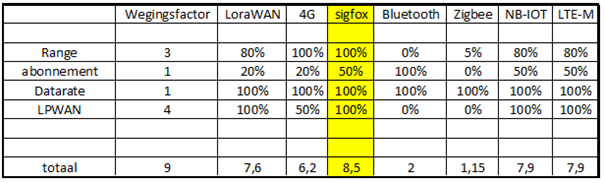 Wegingsfactor LoraWAN 4G sigfox Bluetooth Zigbee NB-IOT LTE-M
Range 3 80% 100% 100% 0% 5% 80% 80%
abonnement 1 20% 20% 50% 100% 0% 50% 50%
Datarate 1 100% 100% 100% 100% 100% 100% 100%
LPWAN 4 100% 50% 100% 0% 0% 100% 100%
totaal 9 7,6 6,2 8,5 2 1,15 7,9 7,9